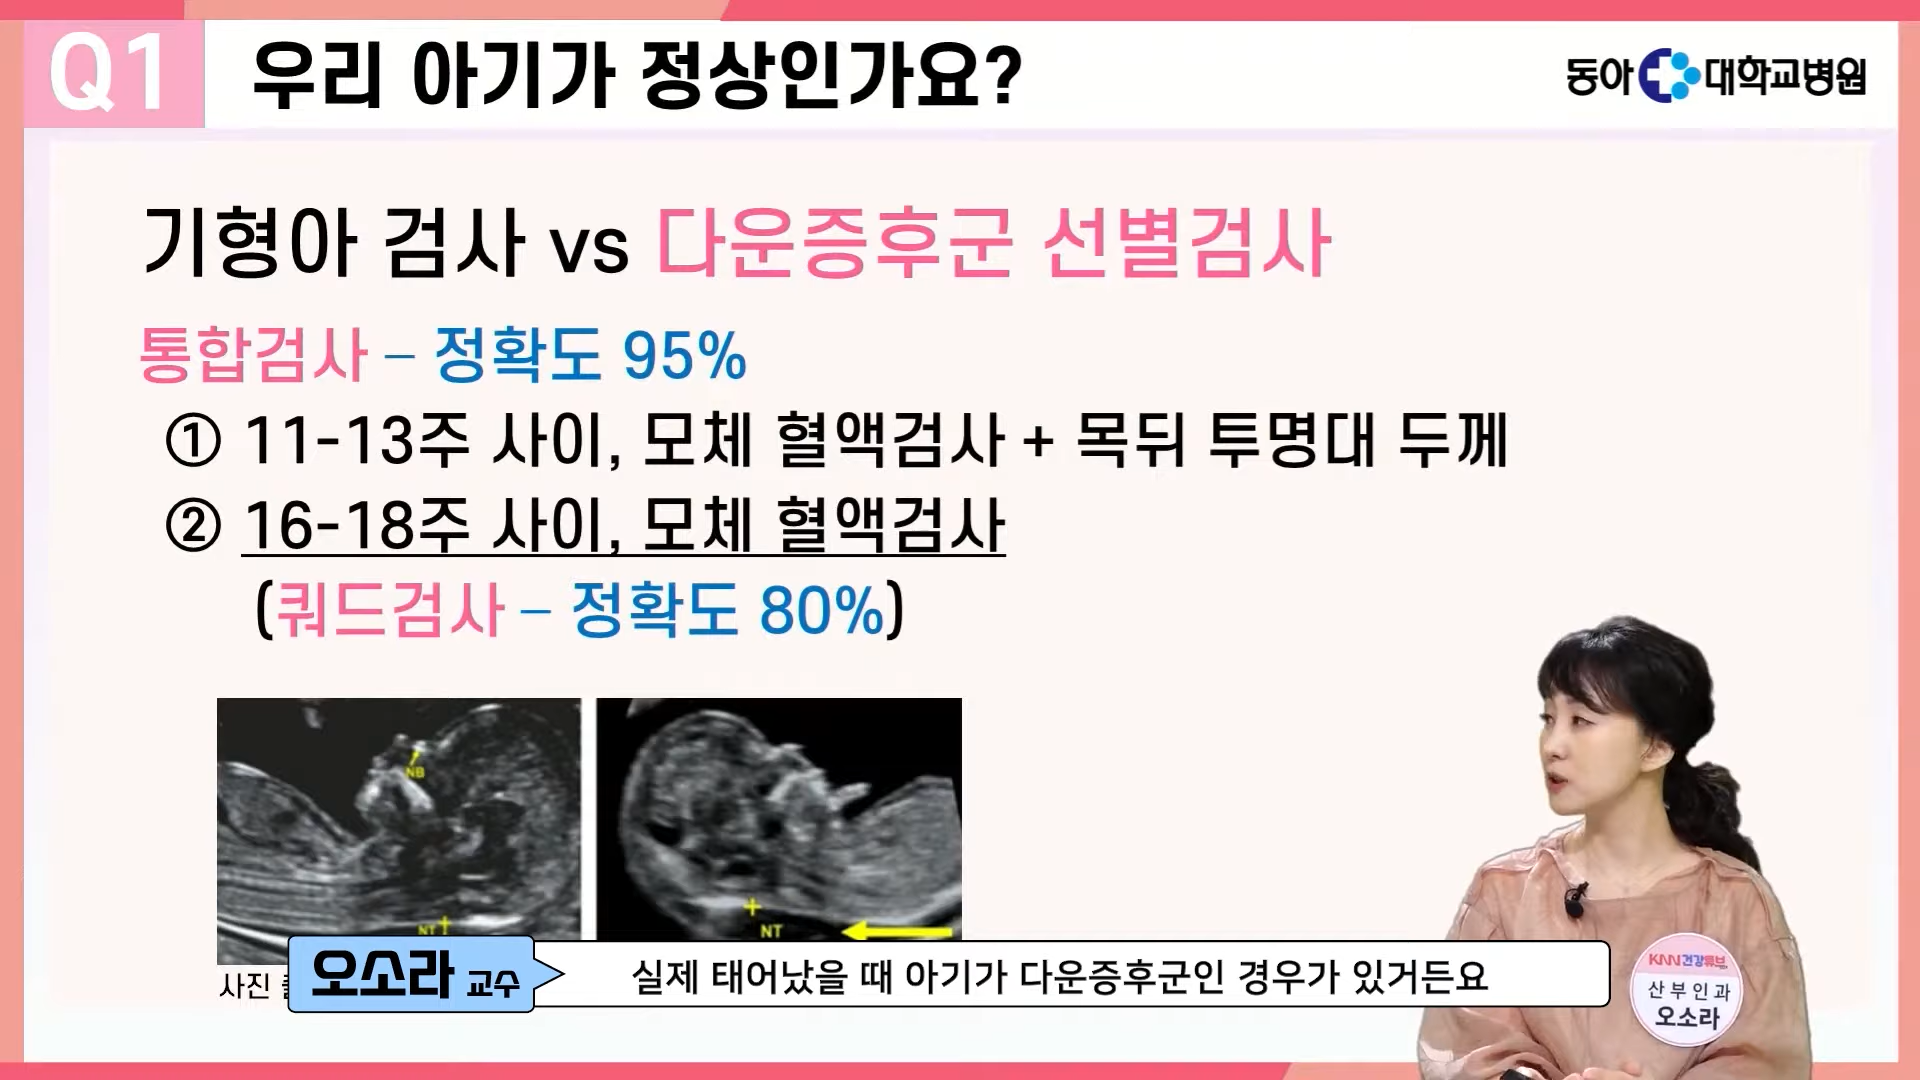 Q1 우리 아기가 정상인가요?
동아대학교병원
기형아 검사 vs 다운증후군 선별검사
통합검사 – 정확도 95%
① 11-13주 사이, 모체 혈액검사 + 목뒤 투명대 두께
② 16-18주 사이, 모체 혈액검사
(쿼드검사 – 정확도 80%)
NB
NT
NT
사진
오소라 교수
실제 태어났을 때 아기가 다운증후군인 경우가 있거든요
KNN 건강튜브
산부인과
오소라